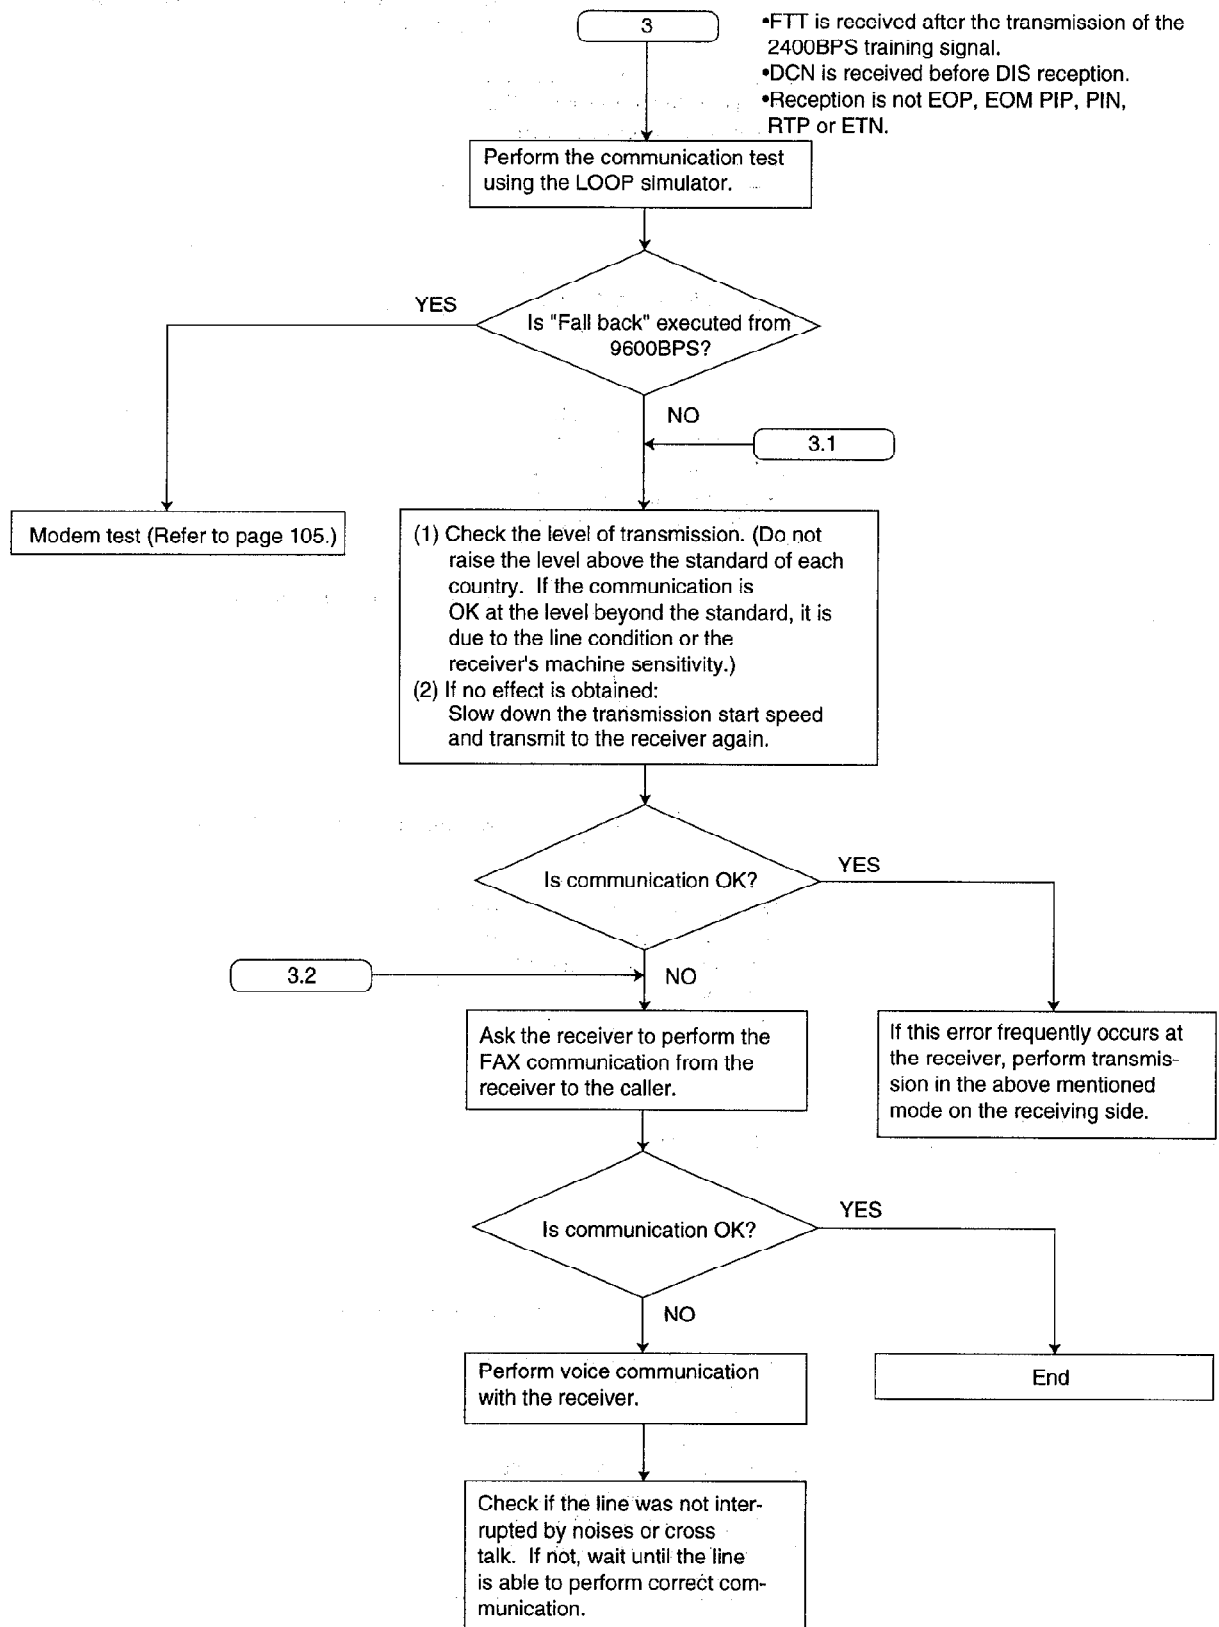 3
•FTT is received after the transmission of the
2400BPS training signal.
•DCN is received before DIS reception.
•Reception is not EOP, EOM PIP, PIN,
RTP or ETN.
Perform the communication test
using the LOOP simulator.
YES
Is "Fall back" executed from
9600BPS?
NO
3.1
Modem test (Refer to page 105.)
(1) Check the level of transmission. (Do not
raise the level above the standard of each
country. If the communication is
OK at the level beyond the standard, it is
due to the line condition or the
receiver's machine sensitivity.)
(2) If no effect is obtained:
Slow down the transmission start speed
and transmit to the receiver again.
Is communication OK?
YES
3.2
NO
Ask the receiver to perform the
FAX communication from the
receiver to the caller.
If this error frequently occurs at
the receiver, perform transmis-
sion in the above mentioned
mode on the receiving side.
Is communication OK?
YES
NO
Perform voice communication
with the receiver.
End
Check if the line was not inter-
rupted by noises or cross
talk. If not, wait until the line
is able to perform correct com-
munication.